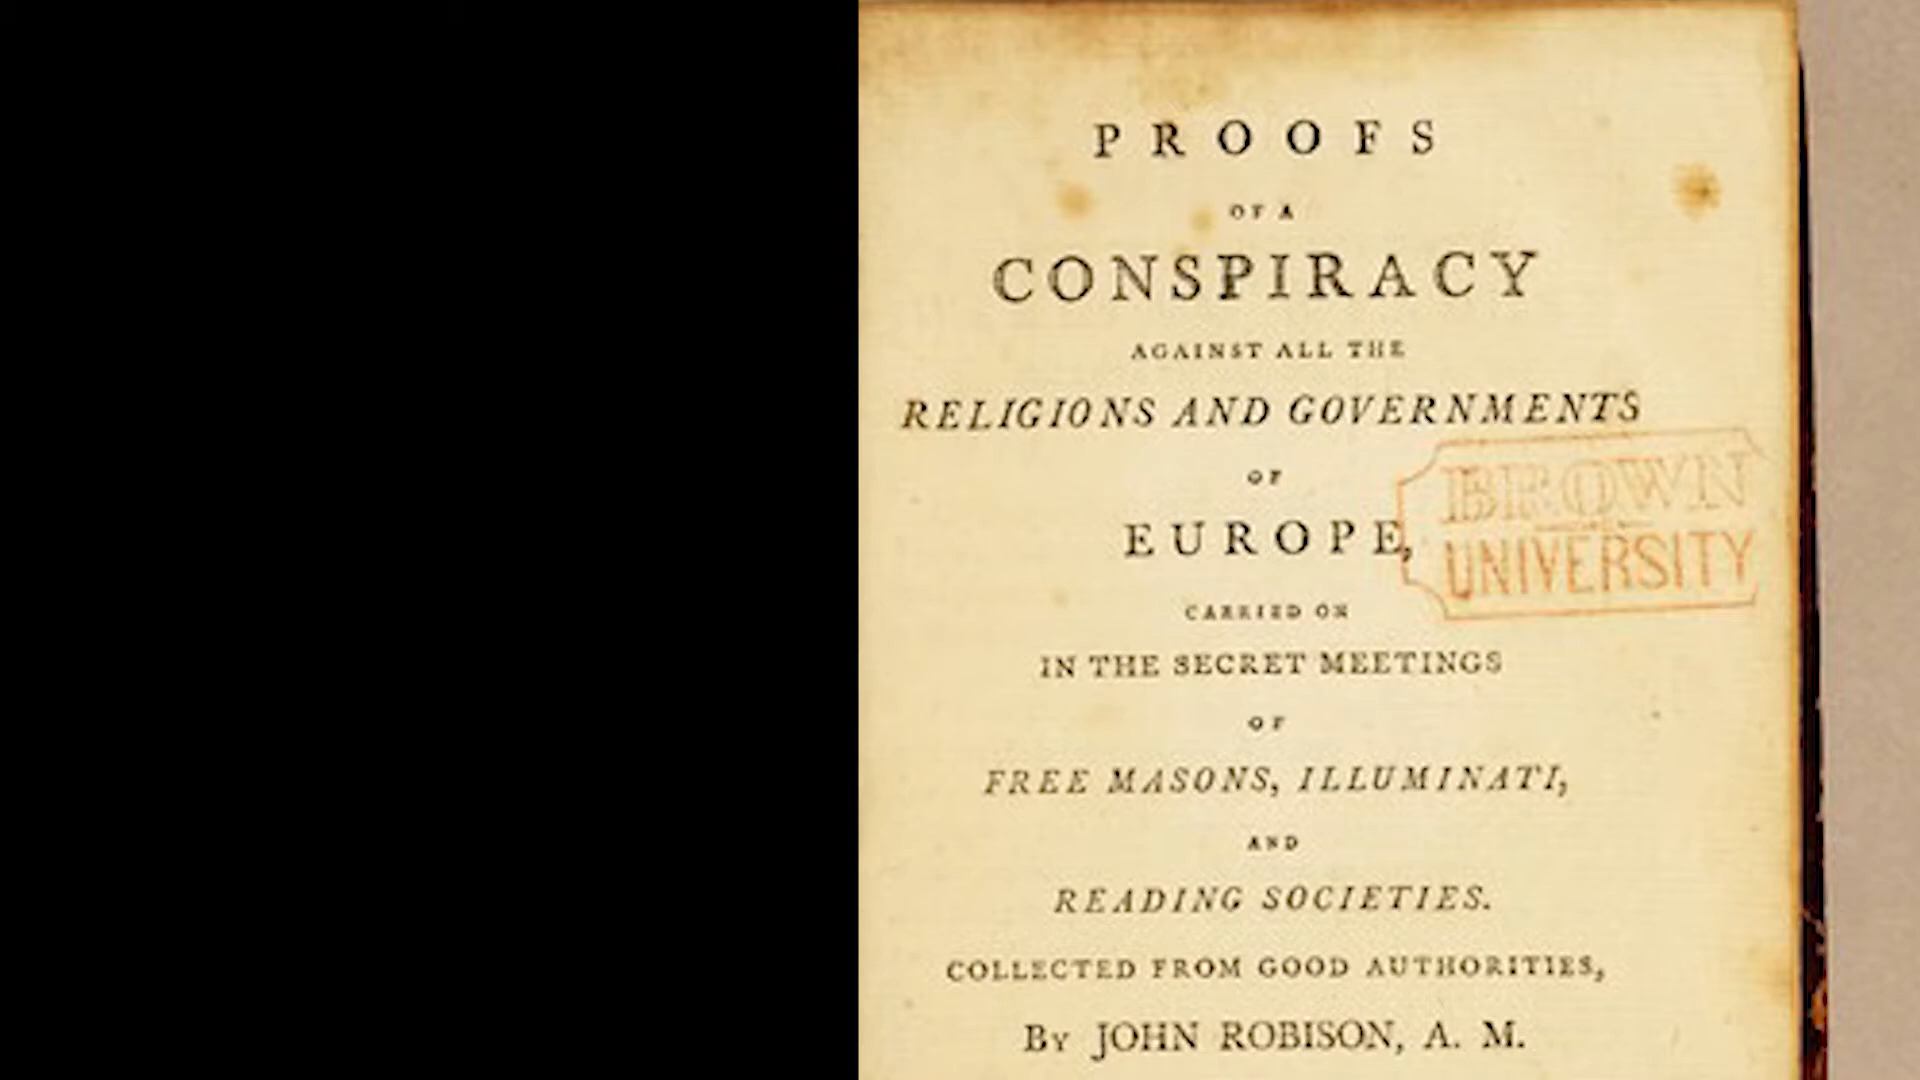 PROOFS
OF A
CONSPIRACY
AGAINST ALL THE
RELIGIONS AND GOVERNMENTS
OF
EUROPE,
BROWN
UNIVERSITY
CARRIED ON
IN THE SECRET MEETINGS
OF
FREE MASONS, ILLUMINATI,
AND
READING SOCIETIES.
COLLECTED FROM GOOD AUTHORITIES,
By JOHN ROBISON, A. M.